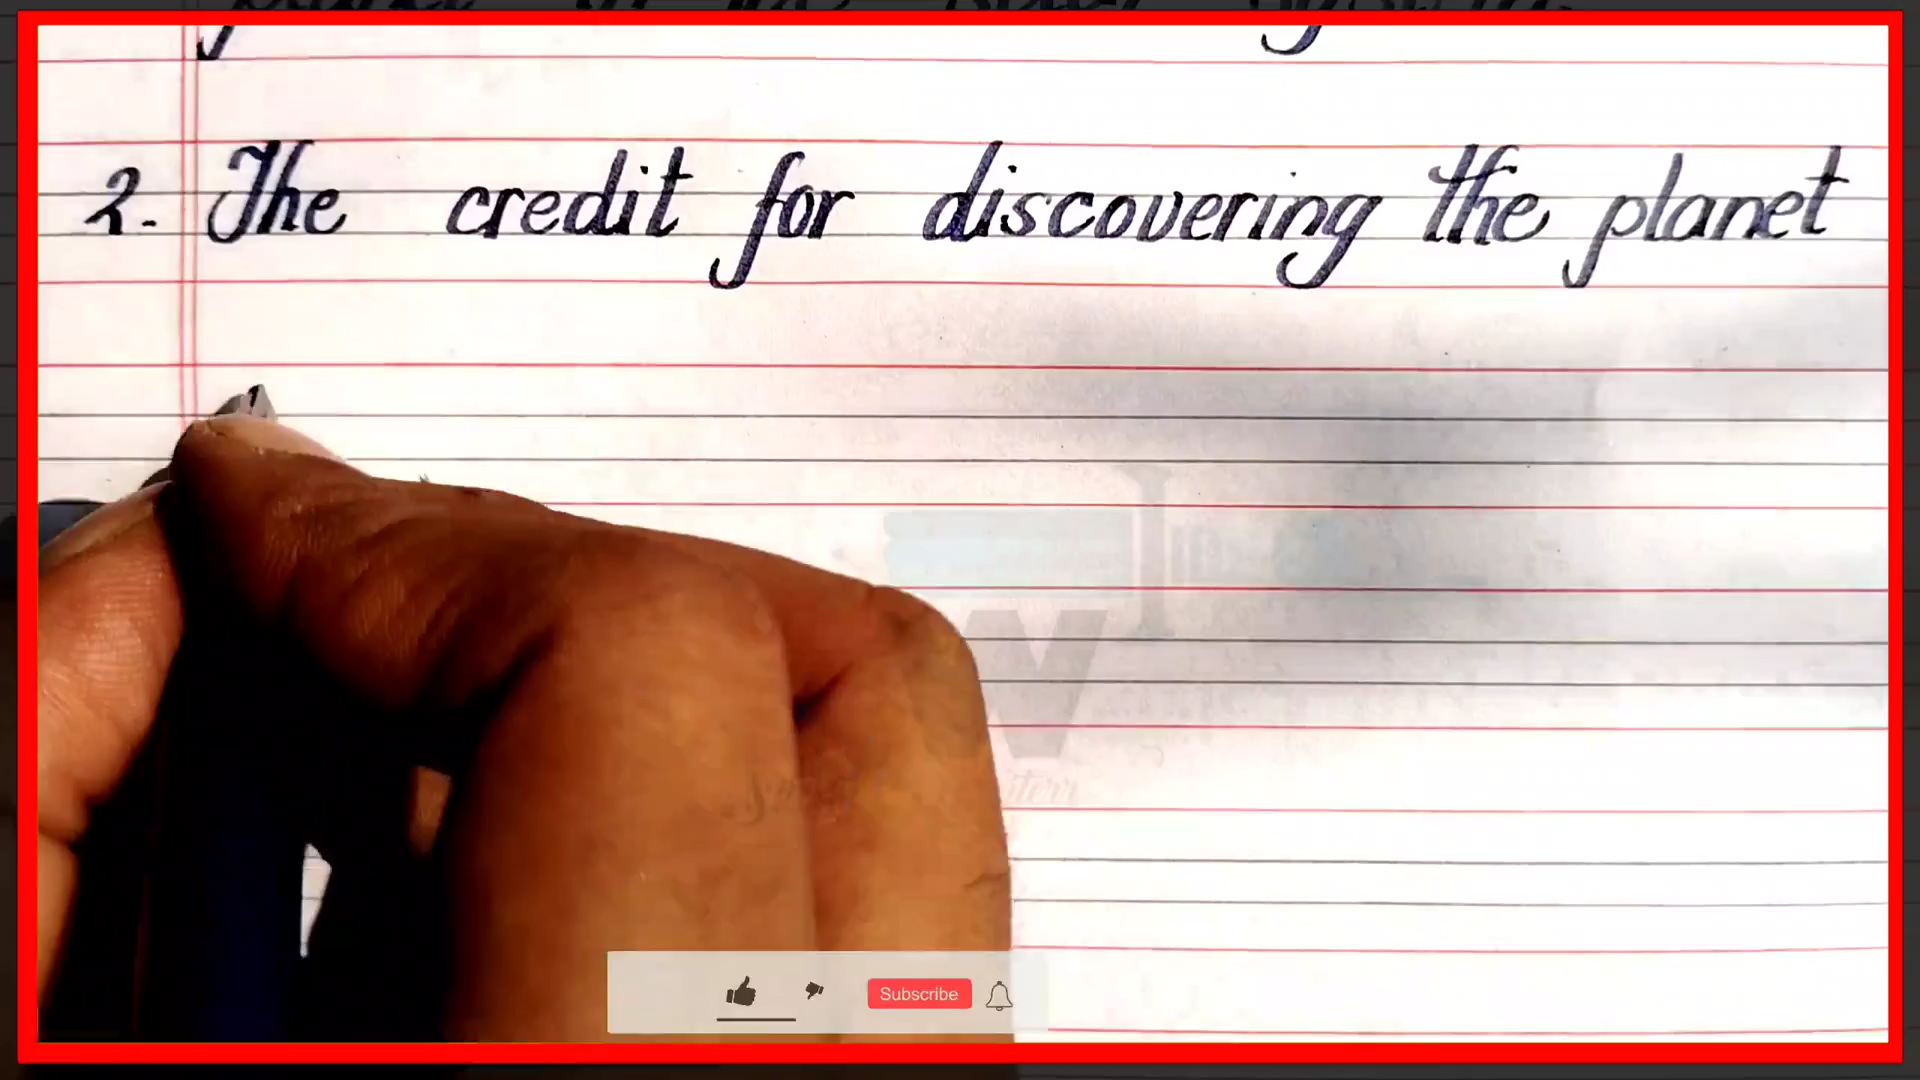 2. The credit for discovering the planet
Subscribe